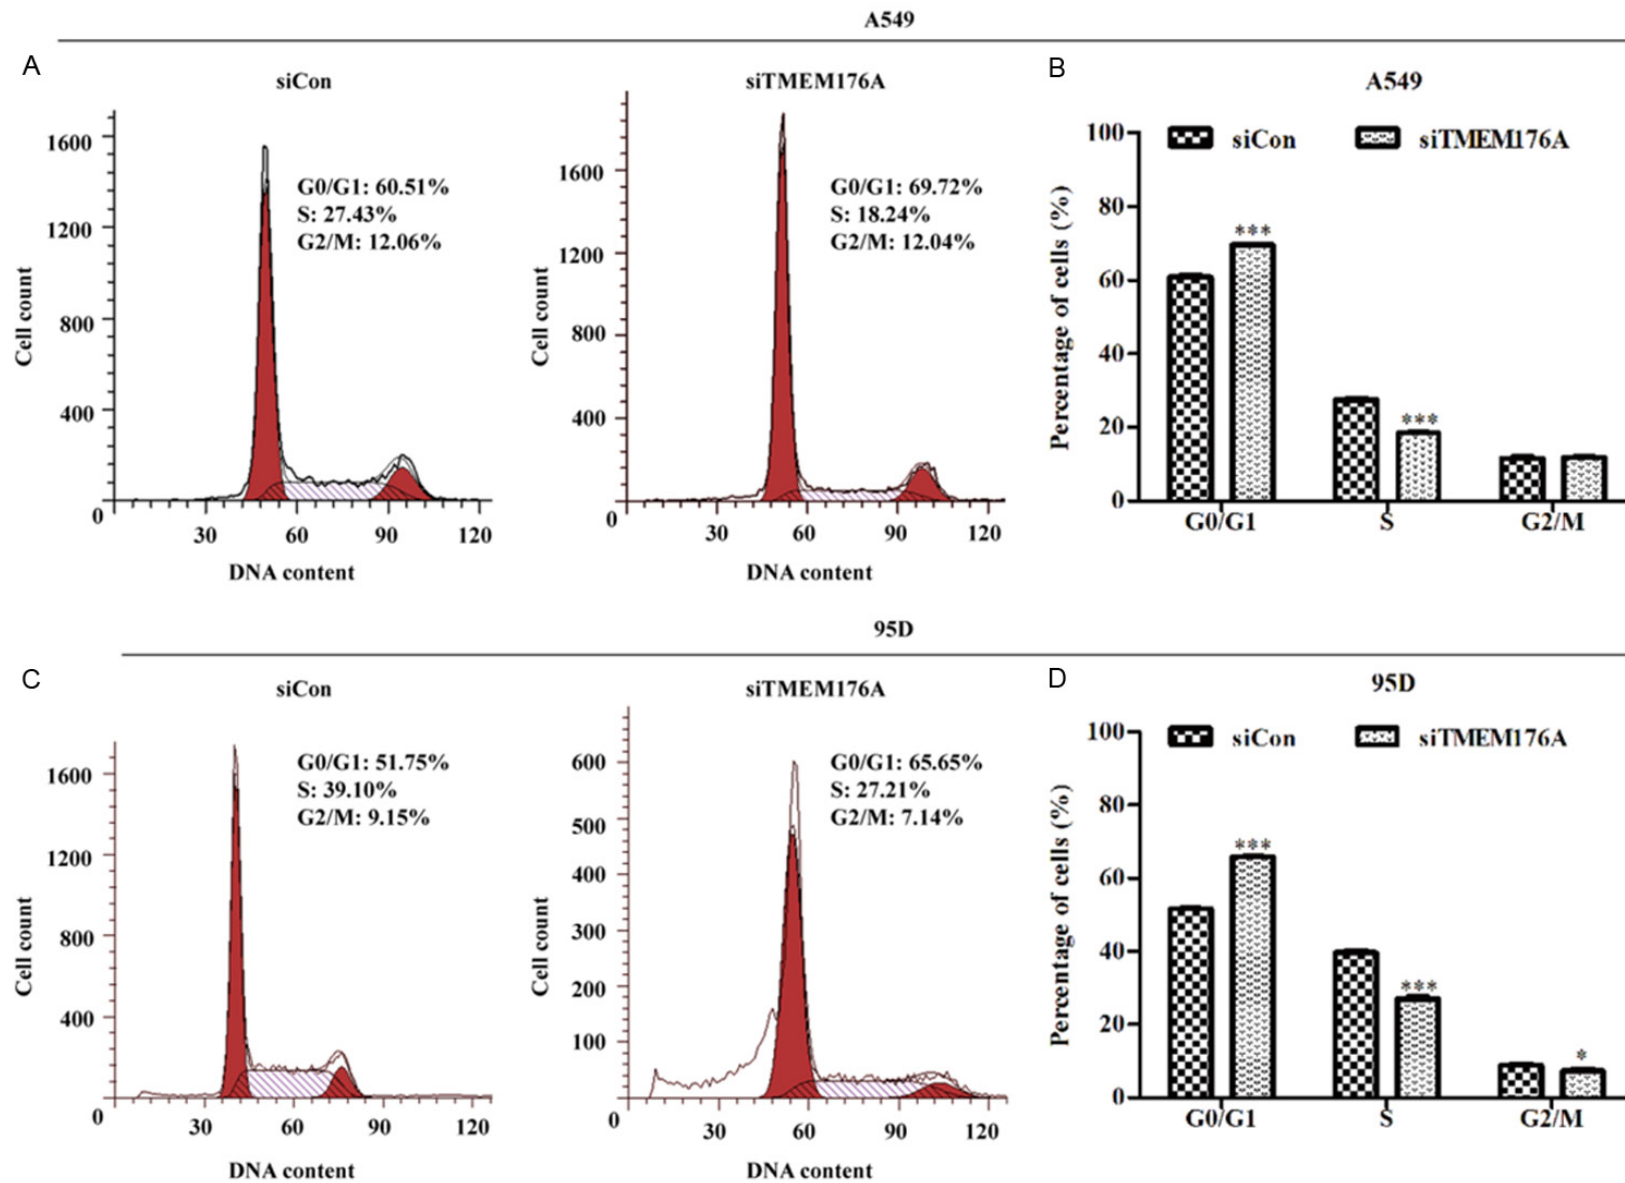 A549
A
siCon
1600
1200
800
400
0
30
60
90
120
Cell count
DNA content
G0/G1: 60.51%
S: 27.43%
G2/M: 12.06%
siTMEM176A
1600
1200
800
400
0
30
60
90
120
Cell count
DNA content
G0/G1: 69.72%
S: 18.24%
G2/M: 12.04%
B
A549
siCon
siTMEM176A
Percentage of cells (%)
100
80
60
40
20
0
***
***
G0/G1
S
G2/M
95D
C
siCon
1600
1200
800
400
0
30
60
90
120
Cell count
DNA content
G0/G1: 51.75%
S: 39.10%
G2/M: 9.15%
siTMEM176A
600
500
400
300
200
100
0
30
60
90
120
Cell count
DNA content
G0/G1: 65.65%
S: 27.21%
G2/M: 7.14%
D
95D
siCon
siTMEM176A
Percentage of cells (%)
100
80
60
40
20
0
***
***
*
G0/G1
S
G2/M